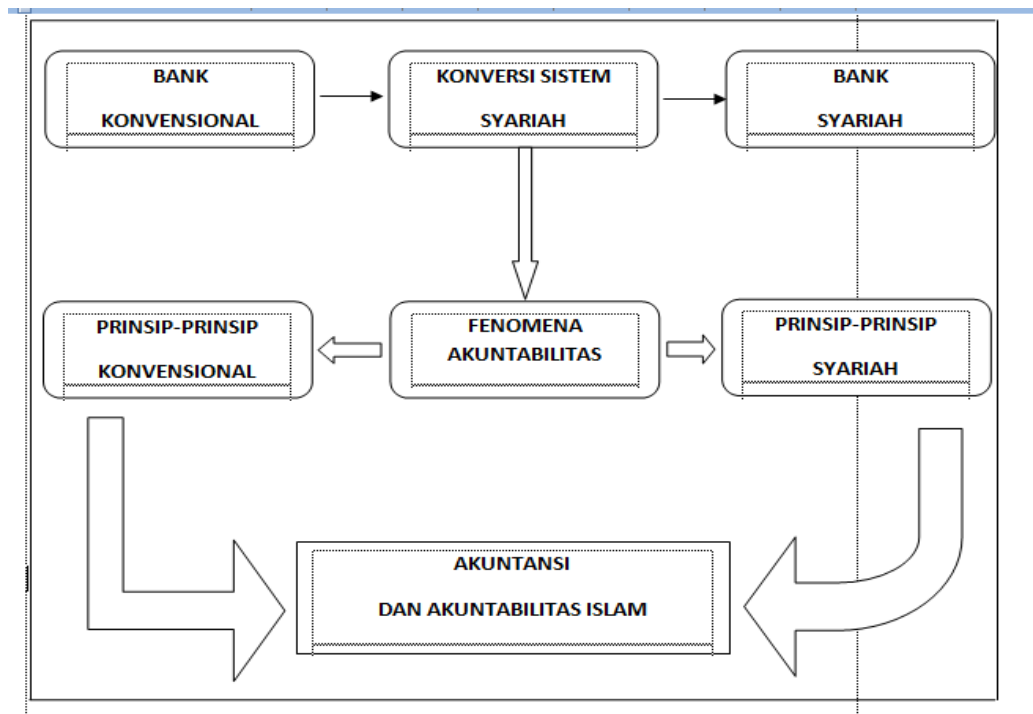 BANK
KONVENSIONAL
KONVERSI SISTEM
SYARIAH
BANK
SYARIAH
PRINSIP-PRINSIP
KONVENSIONAL
FENOMENA
AKUNTABILITAS
PRINSIP-PRINSIP
SYARIAH
AKUNTANSI
DAN AKUNTABILITAS ISLAM